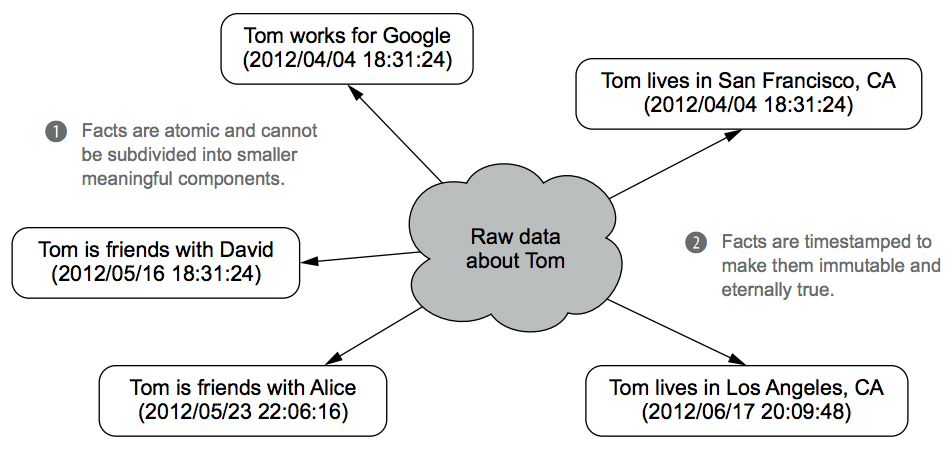 Tom works for Google
(2012/04/04 18:31:24)
Tom lives in San Francisco, CA
(2012/04/04 18:31:24)
1 Facts are atomic and cannot
be subdivided into smaller
meaningful components.
Raw data
about Tom
Tom is friends with David
(2012/05/16 18:31:24)
2 Facts are timestamped to
make them immutable and
eternally true.
Tom is friends with Alice
(2012/05/23 22:06:16)
Tom lives in Los Angeles, CA
(2012/06/17 20:09:48)